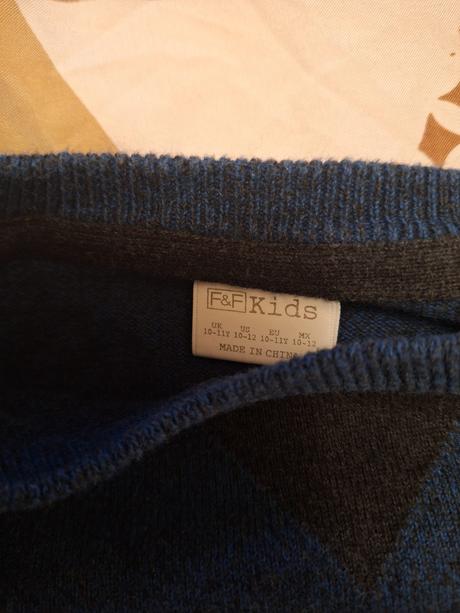 F&F Kids
UK US EU MX
10-11Y 10-12 10-11Y 10-12
MADE IN CHINA